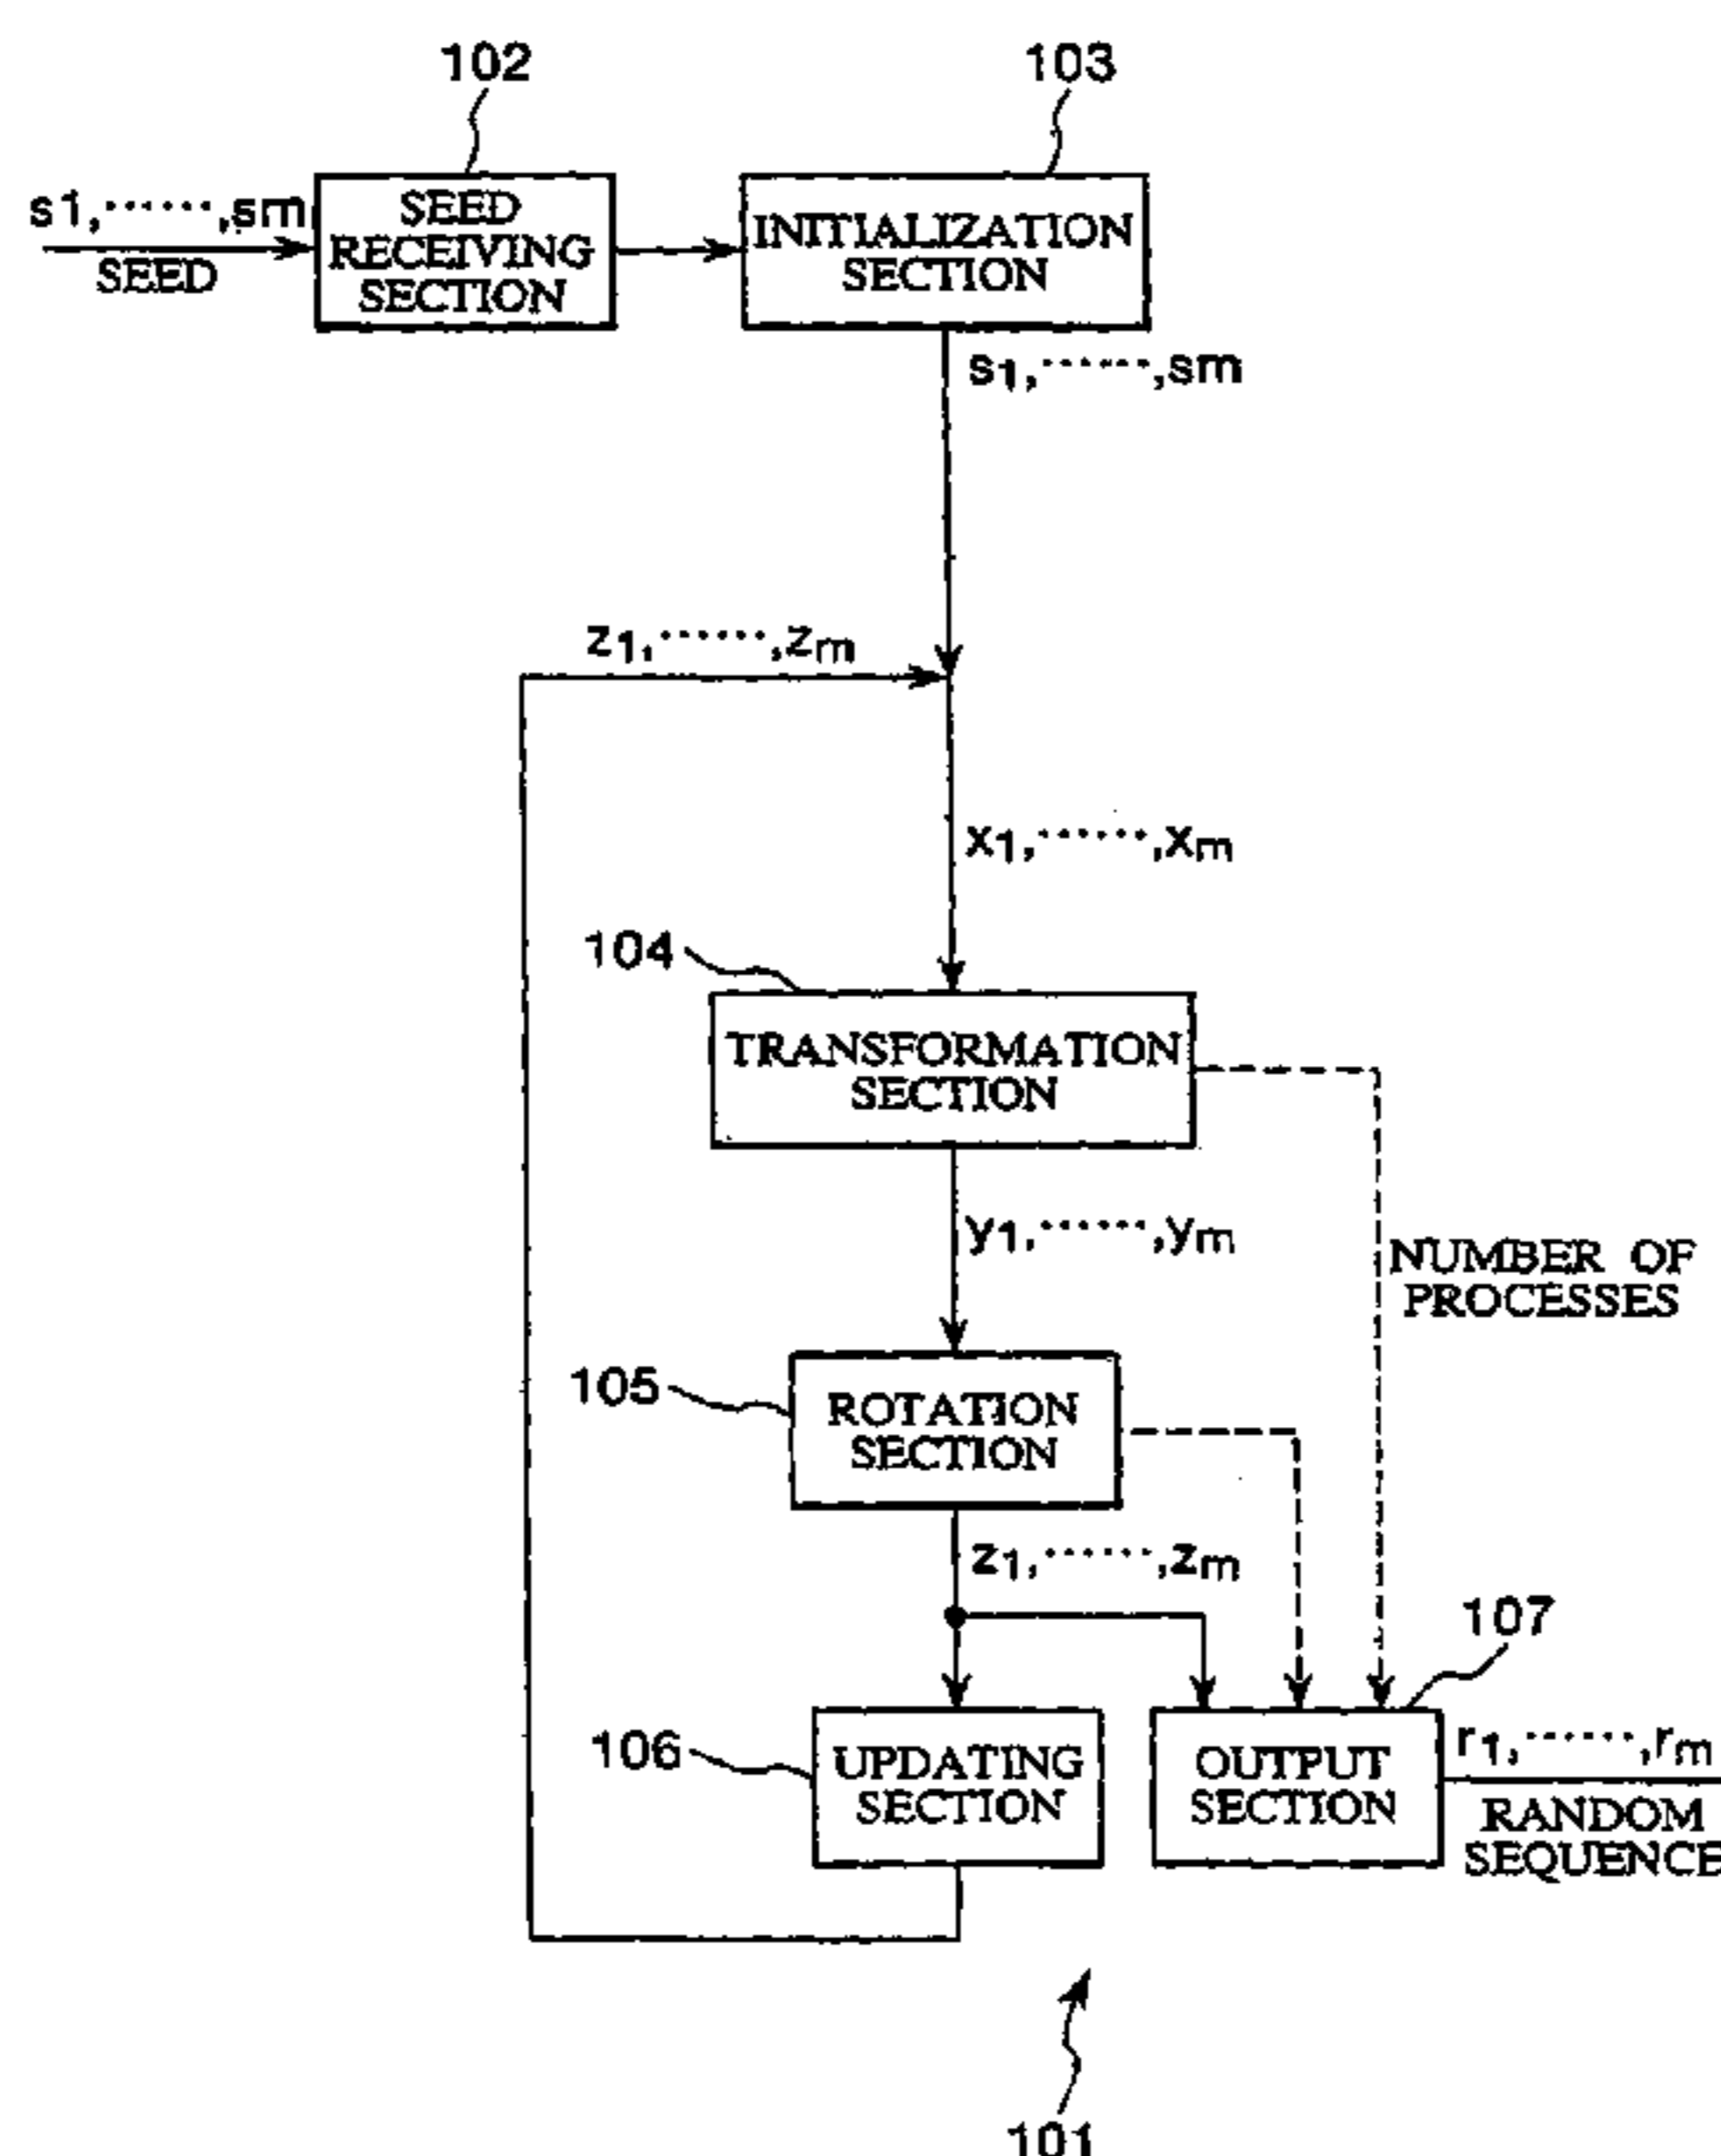 102
103
s1,······,sm
SEED
SEED
RECEIVING
SECTION
INITIALIZATION
SECTION
s1,······,sm
z1,······,zm
x1,······,xm
104
TRANSFORMATION
SECTION
y1,······,ym
NUMBER OF
PROCESSES
105
ROTATION
SECTION
z1,······,zm
107
106
UPDATING
SECTION
OUTPUT
SECTION
r1,······,rm
RANDOM
SEQUENCE
101